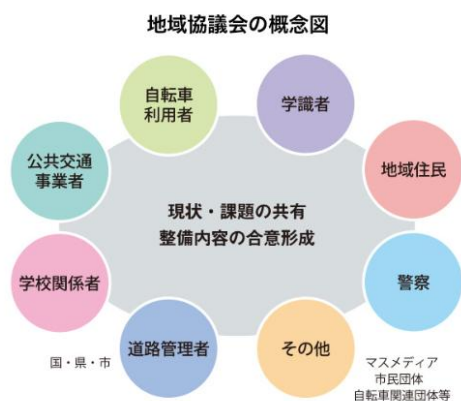 地域協議会の概念図
自転車
利用者
学識者
公共交通
事業者
地域住民
現状・課題の共有
整備内容の合意形成
学校関係者
警察
道路管理者
その他
国・県・市
マスメディア
市民団体
自転車関連団体等